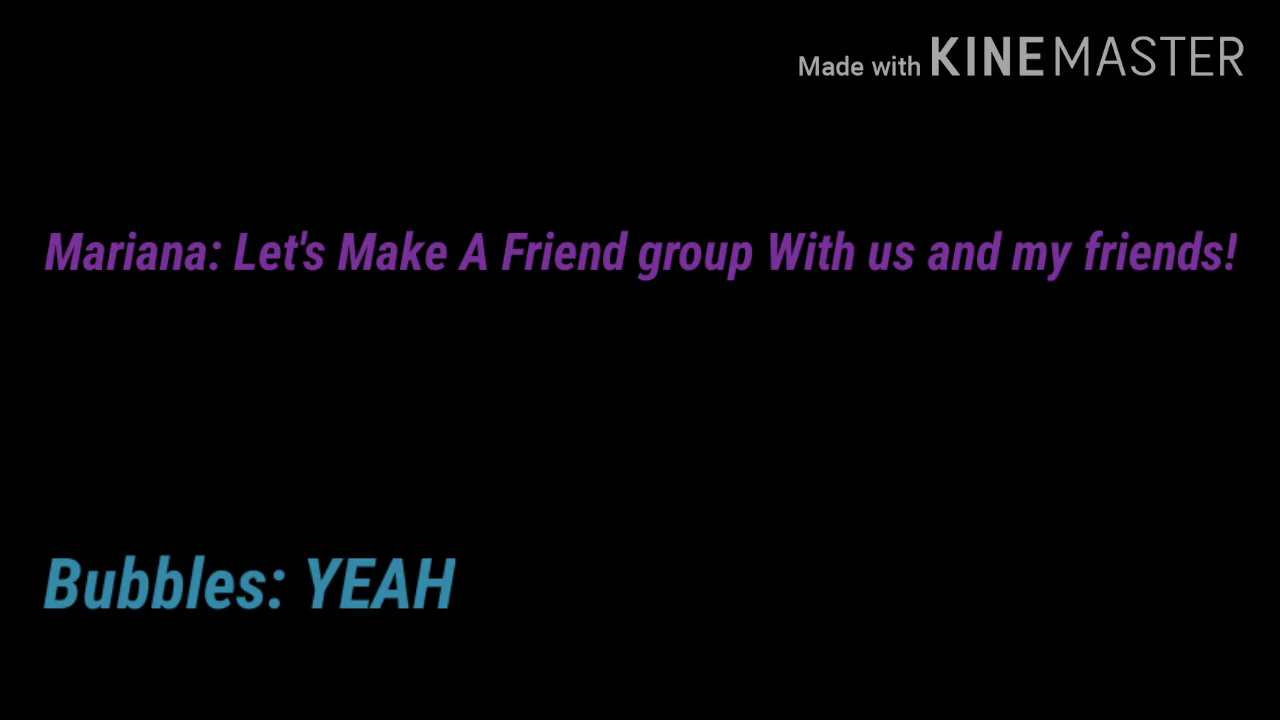 Made with KINEMASTER
Mariana: Let's Make A Friend group With us and my friends!
Bubbles: YEAH